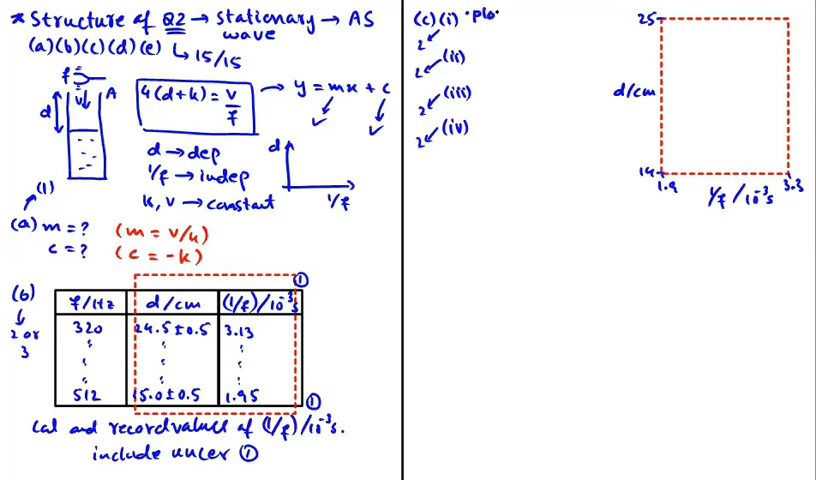 * Structure of Q2 → stationary → AS
wave
(a)(b)(c)(d)(e) ↳ 15/15
f
v
A
d
4(d+k) = v/f → y = mx + c
✓ ✓
d → dep
1/f → indep
k, v → constant
d
1/f
(1)
(a) m = ? (m = v/4)
c = ? (c = -k)
(b)
2 or
3
①
f/Hz d/cm (1/f)/10⁻³s
320 24.5 ± 0.5 3.13
512 15.0 ± 0.5 1.95
①
cal and record values of (1/f)/10⁻³s.
include uncer ①
(c)(i) • plo
2
(ii)
2
(iii)
2
(iv)
2
25
d/cm
14
1.9
1/f /10⁻³s
3.3